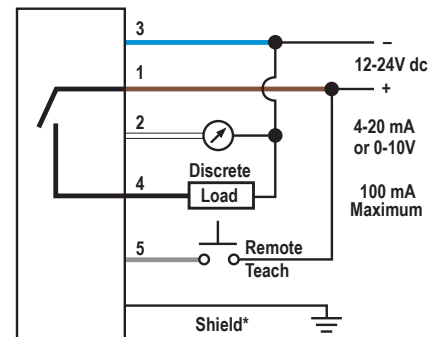 3
–
12-24V dc
1
+
2
4-20 mA
or 0-10V
Discrete
4
Load
100 mA
Maximum
5
Remote
Teach
Shield*